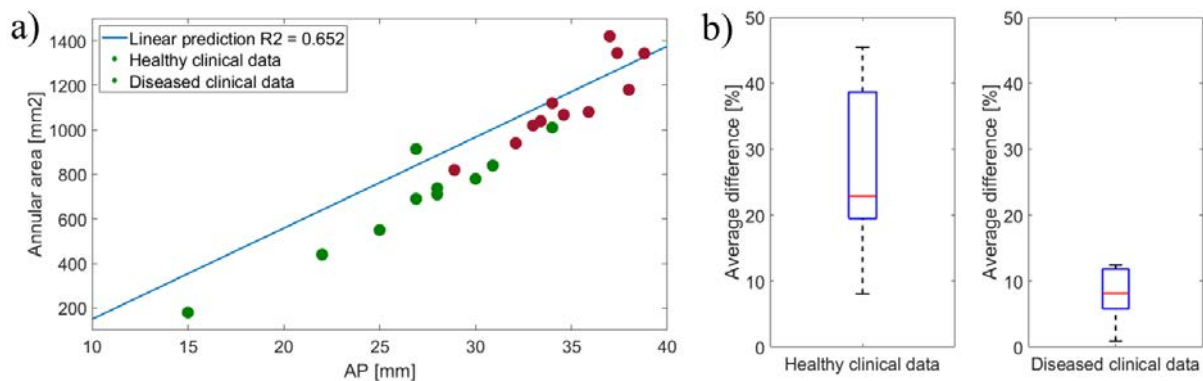 a)
Linear prediction R2 = 0.652
Healthy clinical data
Diseased clinical data
Annular area [mm2]
1400
1200
1000
800
600
400
200
10 15 20 25 30 35 40
AP [mm]
b)
Average difference [%]
50
40
30
20
10
0
Healthy clinical data
Average difference [%]
50
40
30
20
10
0
Diseased clinical data